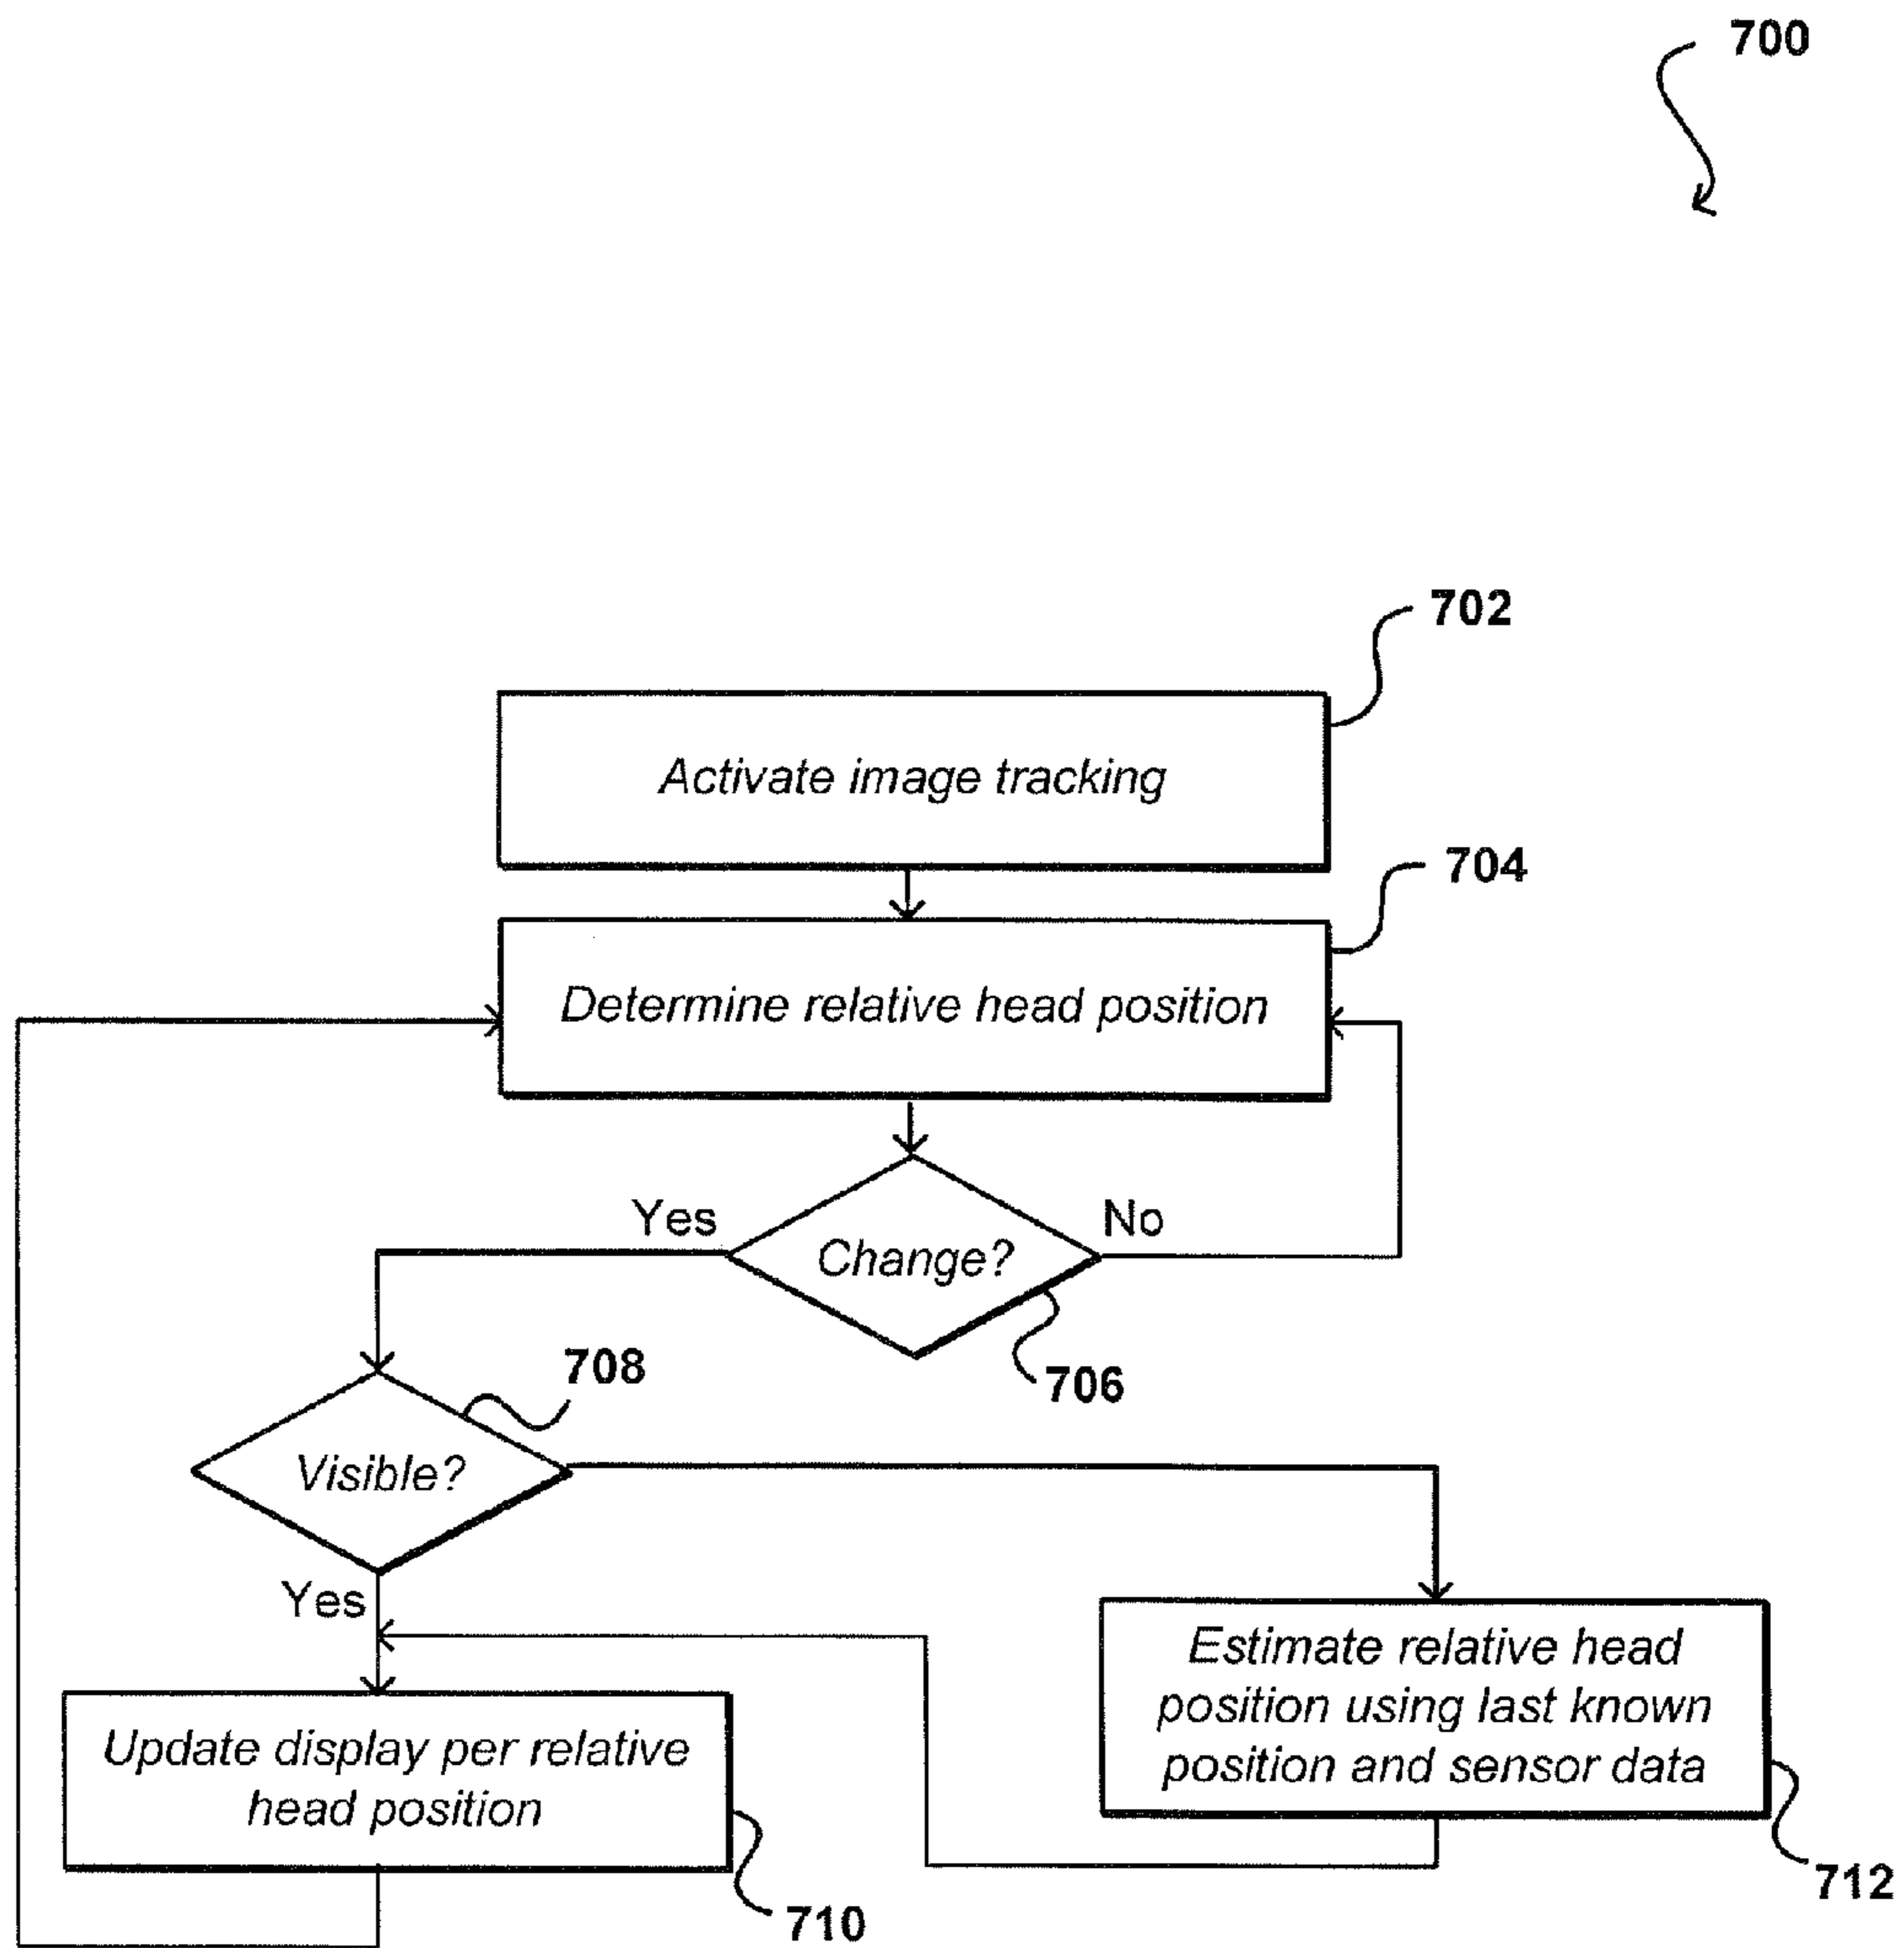 700
702
Activate image tracking
704
Determine relative head position
Yes
No
Change?
706
708
Visible?
Yes
Estimate relative head
position using last known
position and sensor data
712
Update display per relative
head position
710